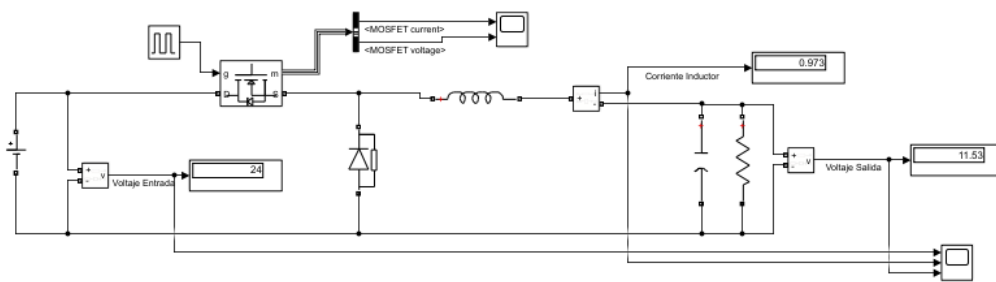 <MOSFET current>
<MOSFET voltage>
g
m
D
S
+
i
-
Corriente Inductor
0.973
+
+
-
v
Voltaje Entrada
24
+
-
v
Voltaje Salida
11.53